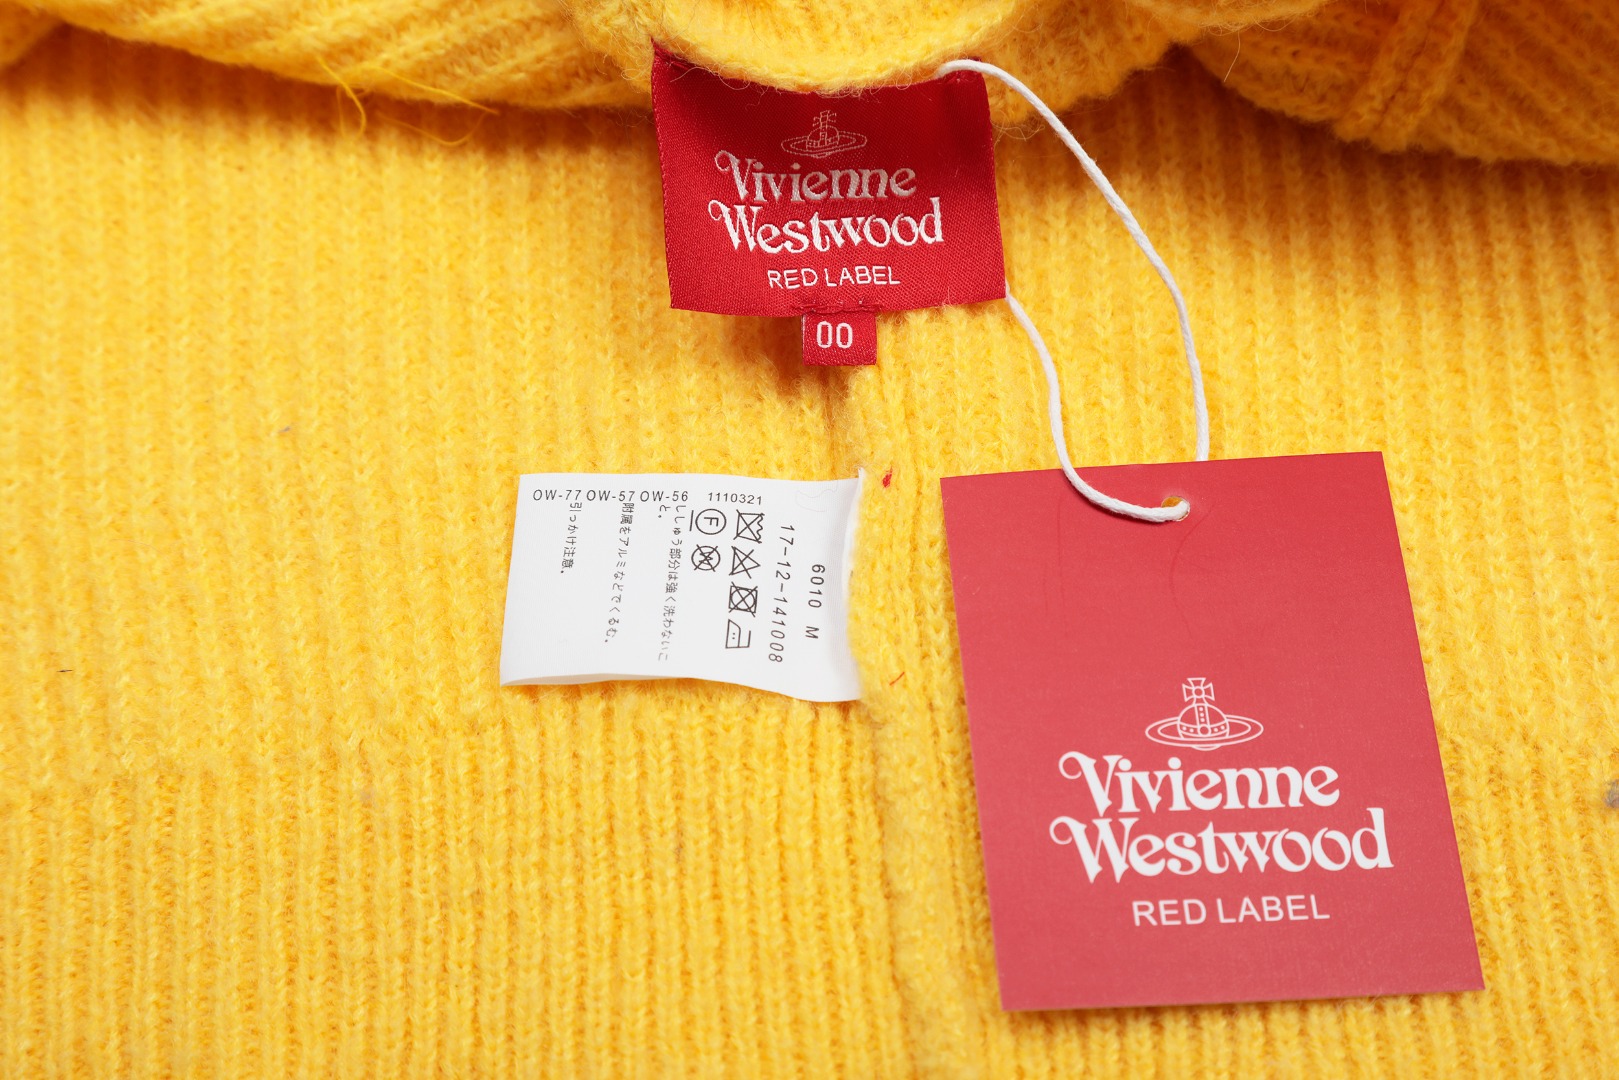 Vivienne
Westwood
RED LABEL
00
OW-77 OW-57 OW-56 1110321
6010 M
17-12-141008
F
W
ししゅう部分は強く洗わないこ
と。
附属をアルミなどでくるむ。
引っかけ注意。
Vivienne
Westwood
RED LABEL